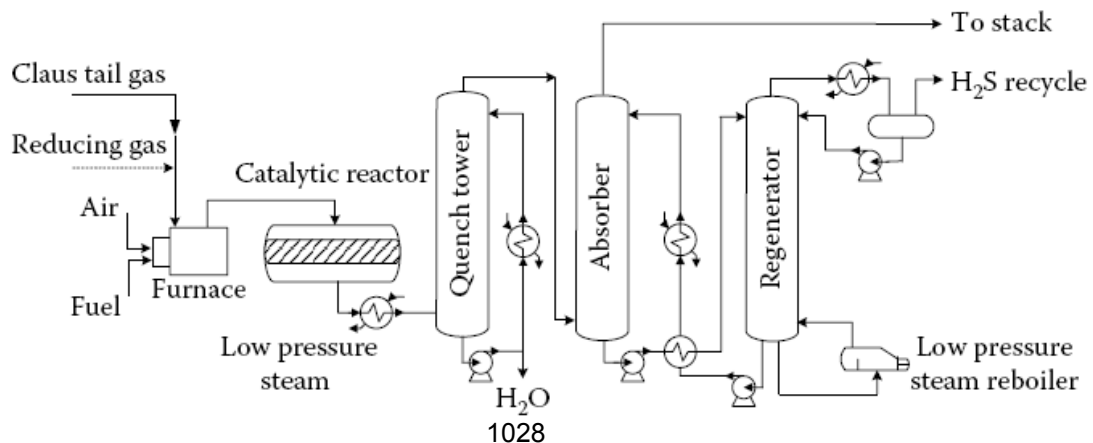 To stack
Claus tail gas
H₂S recycle
Reducing gas
Catalytic reactor
Air
Fuel
Furnace
Quench tower
Absorber
Regenerator
Low pressure
steam
Low pressure
steam reboiler
H₂O
1028